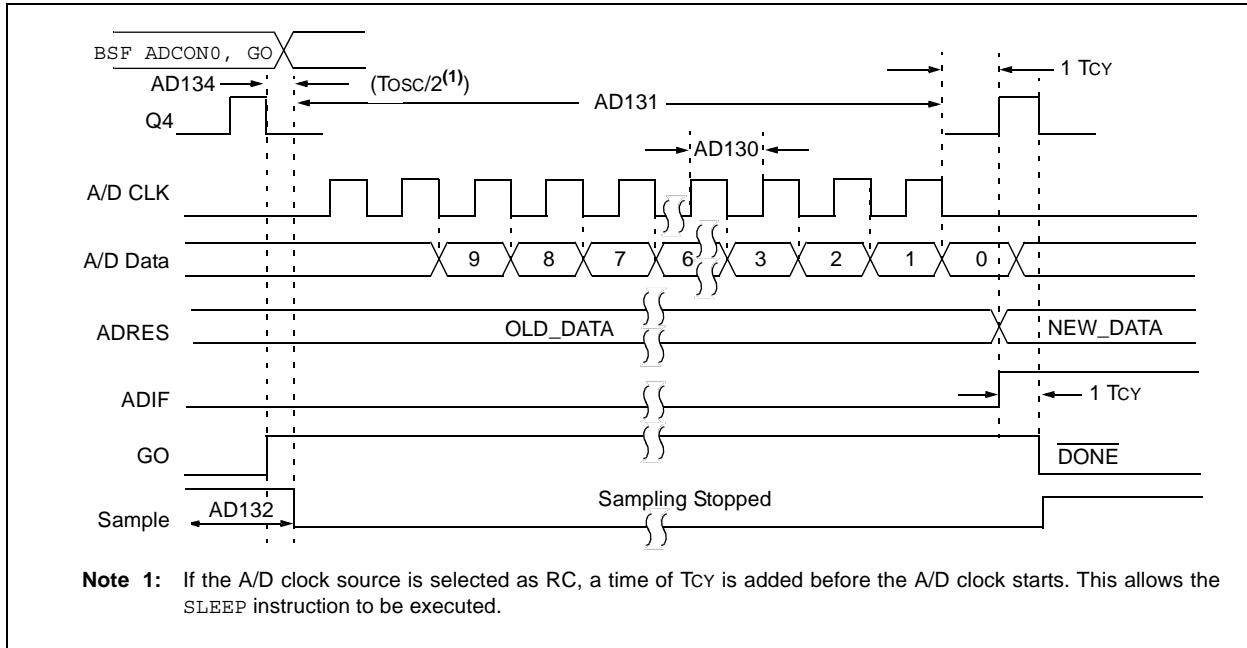 BSF ADCON0, GO
AD134
(TOSC/2(1))
1 TCY
AD131
Q4
AD130
A/D CLK
A/D Data
9 8 7 6 3 2 1 0
ADRES
OLD_DATA
NEW_DATA
ADIF
1 TCY
GO
DONE
Sample
AD132
Sampling Stopped
Note 1: If the A/D clock source is selected as RC, a time of TCY is added before the A/D clock starts. This allows the
SLEEP instruction to be executed.